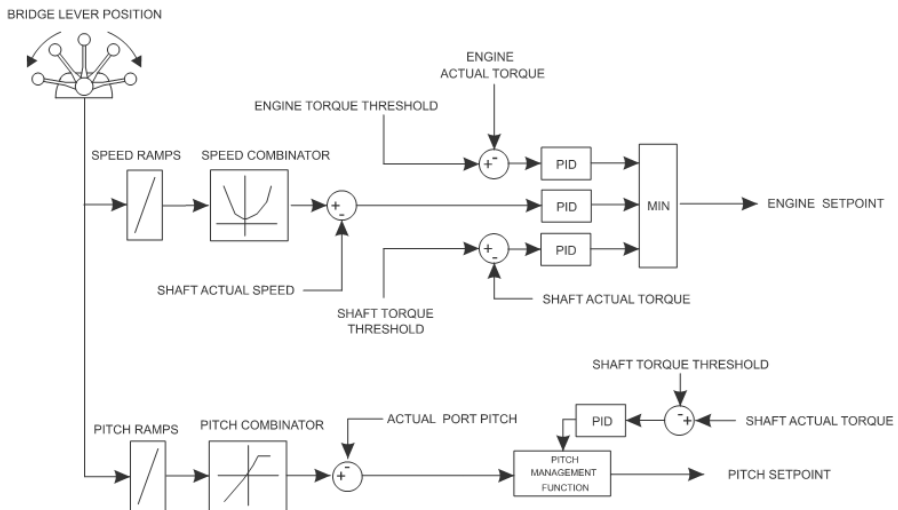 BRIDGE LEVER POSITION
ENGINE
ACTUAL TORQUE
ENGINE TORQUE THRESHOLD
SPEED RAMPS
SPEED COMBINATOR
+
-
PID
+
-
PID
MIN
ENGINE SETPOINT
+
-
PID
SHAFT ACTUAL SPEED
SHAFT TORQUE
THRESHOLD
SHAFT ACTUAL TORQUE
SHAFT TORQUE THRESHOLD
PITCH RAMPS
PITCH COMBINATOR
ACTUAL PORT PITCH
PID
-
+
SHAFT ACTUAL TORQUE
+
-
PITCH
MANAGEMENT
FUNCTION
PITCH SETPOINT